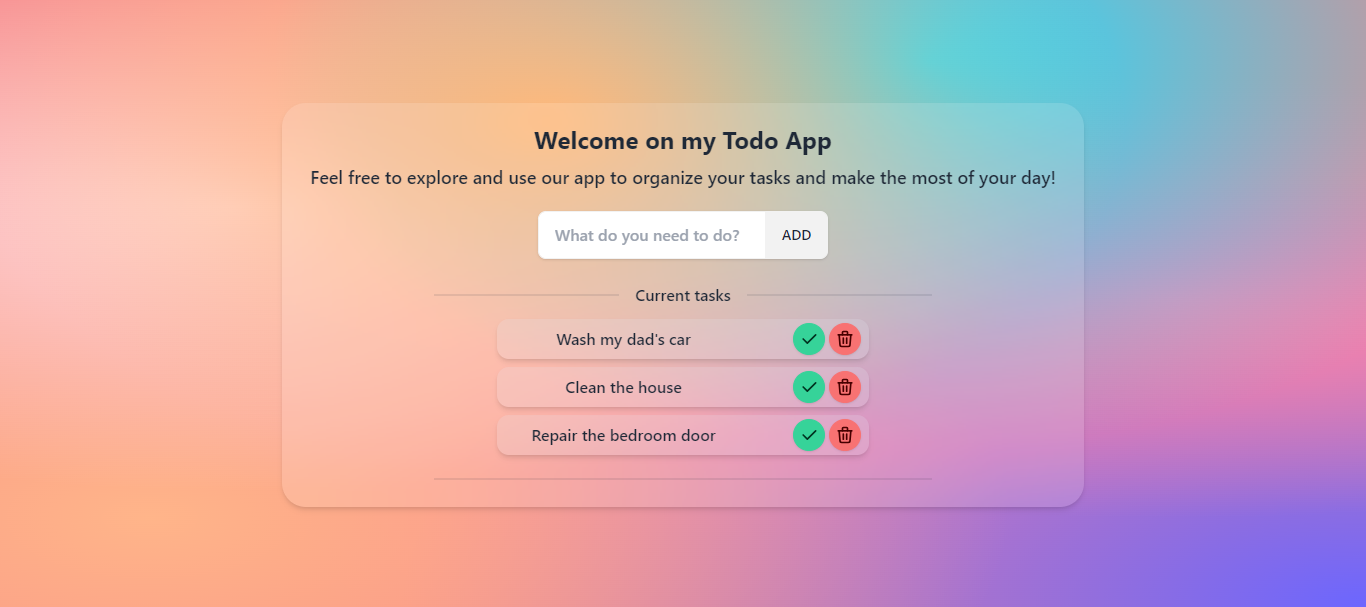 Welcome on my Todo App
Feel free to explore and use our app to organize your tasks and make the most of your day!
What do you need to do?
ADD
Current tasks
Wash my dad's car
Clean the house
Repair the bedroom door